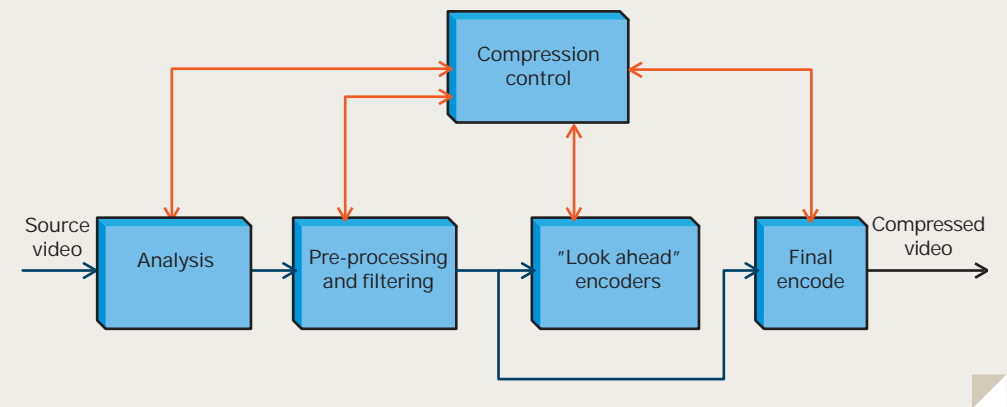 Compression
control
Source
video
Analysis
Pre-processing
and filtering
"Look ahead"
encoders
Final
encode
Compressed
video